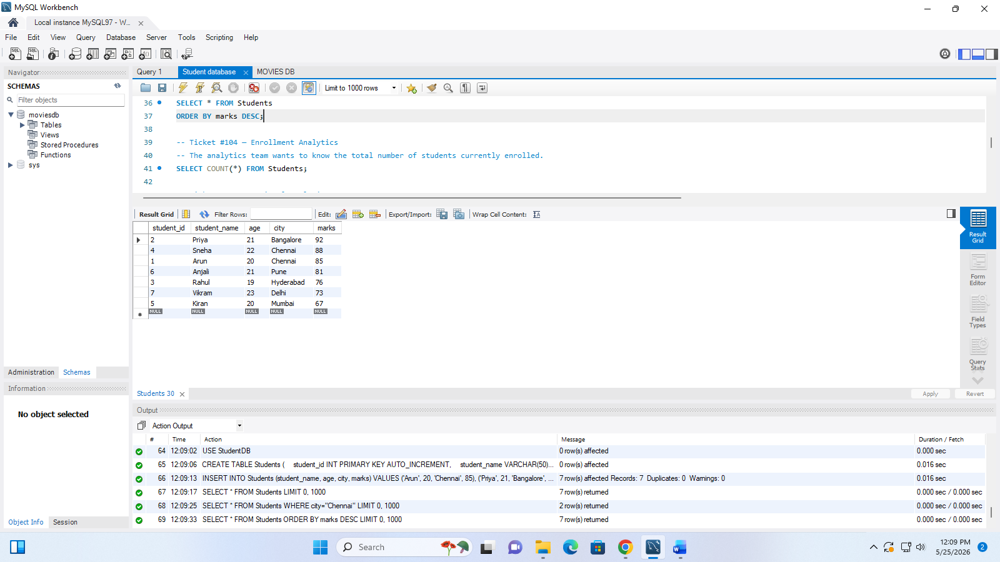 MySQL Workbench
Local instance MySQL97 - W...
File Edit View Query Database Server Tools Scripting Help
Navigator
SCHEMAS
Filter objects
moviesdb
Tables
Views
Stored Procedures
Functions
sys
Administration Schemas
Information
No object selected
Object Info Session
Query 1 Student database MOVIES DB
Limit to 1000 rows
36 SELECT * FROM Students
37 ORDER BY marks DESC;
38
39 -- Ticket #104 – Enrollment Analytics
40 -- The analytics team wants to know the total number of students currently enrolled.
41 SELECT COUNT(*) FROM Students;
42
Result Grid Filter Rows: Edit: Export/Import: Wrap Cell Content:
student_id student_name age city marks
2 Priya 21 Bangalore 92
4 Sneha 22 Chennai 88
1 Arun 20 Chennai 85
6 Anjali 21 Pune 81
3 Rahul 19 Hyderabad 76
7 Vikram 23 Delhi 73
5 Kiran 20 Mumbai 67
NULL NULL NULL NULL NULL
Result Grid
Form Editor
Field Types
Query Stats
Students 30
Apply Revert
Output
Action Output
# Time Action Message Duration / Fetch
64 12:09:02 USE StudentDB 0 row(s) affected 0.000 sec
65 12:09:06 CREATE TABLE Students ( student_id INT PRIMARY KEY AUTO_INCREMENT, student_name VARCHAR(50)... 0 row(s) affected 0.016 sec
66 12:09:13 INSERT INTO Students (student_name, age, city, marks) VALUES ('Arun', 20, 'Chennai', 85), ('Priya', 21, 'Bangalore', ... 7 row(s) affected Records: 7 Duplicates: 0 Warnings: 0 0.016 sec
67 12:09:17 SELECT * FROM Students LIMIT 0, 1000 7 row(s) returned 0.000 sec / 0.000 sec
68 12:09:25 SELECT * FROM Students WHERE city="Chennai" LIMIT 0, 1000 2 row(s) returned 0.000 sec / 0.000 sec
69 12:09:33 SELECT * FROM Students ORDER BY marks DESC LIMIT 0, 1000 7 row(s) returned 0.000 sec / 0.000 sec
Search
12:09 PM
5/25/2026
2